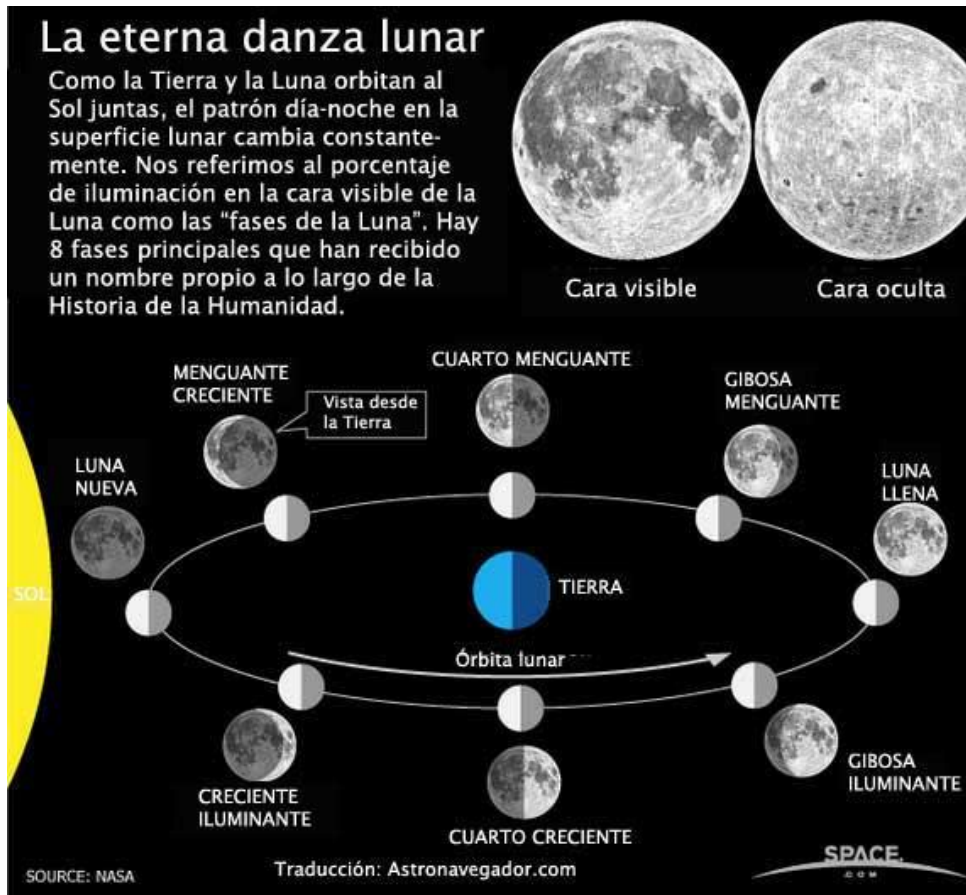 La eterna danza lunar
Como la Tierra y la Luna orbitan al
Sol juntas, el patrón día-noche en la
superficie lunar cambia constante-
mente. Nos referimos al porcentaje
de iluminación en la cara visible de la
Luna como las “fases de la Luna”. Hay
8 fases principales que han recibido
un nombre propio a lo largo de la
Historia de la Humanidad.
Cara visible
Cara oculta
MENGUANTE
CRECIENTE
Vista desde
la Tierra
CUARTO MENGUANTE
GIBOSA
MENGUANTE
LUNA
NUEVA
LUNA
LLENA
SOL
TIERRA
Órbita lunar
CRECIENTE
ILUMINANTE
CUARTO CRECIENTE
GIBOSA
ILUMINANTE
SOURCE: NASA
Traducción: Astronavegador.com
SPACE.
.COM